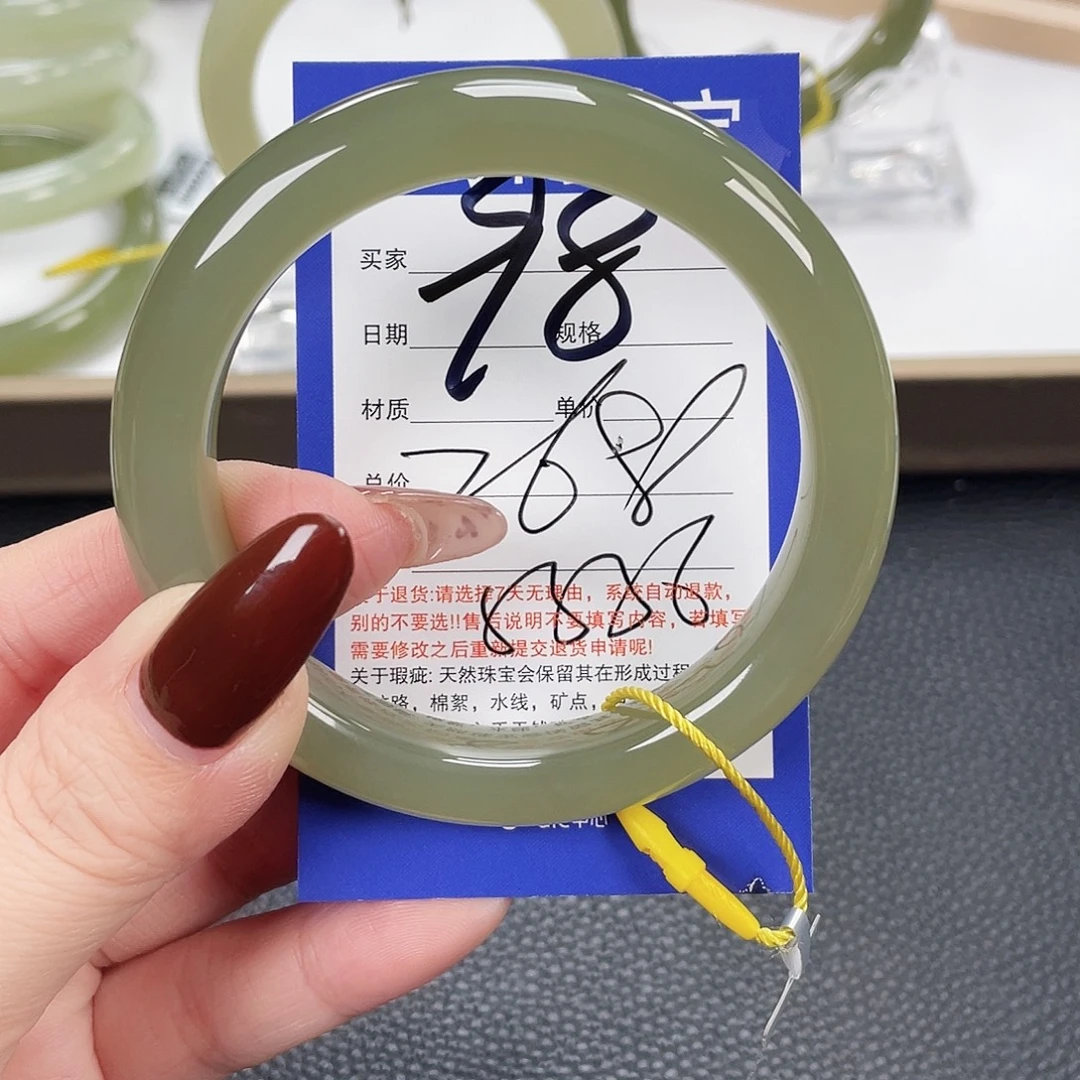 98
买家
日期 规格
材质 单价
总价
768
8826
关于退货:请选择7天无理由，系统自动退款，
别的不要选!!售后说明不要填写内容，若填写
需要修改之后重新提交退货申请呢!
关于瑕疵: 天然珠宝会保留其在形成过程
路，棉絮，水线，矿点，
中心